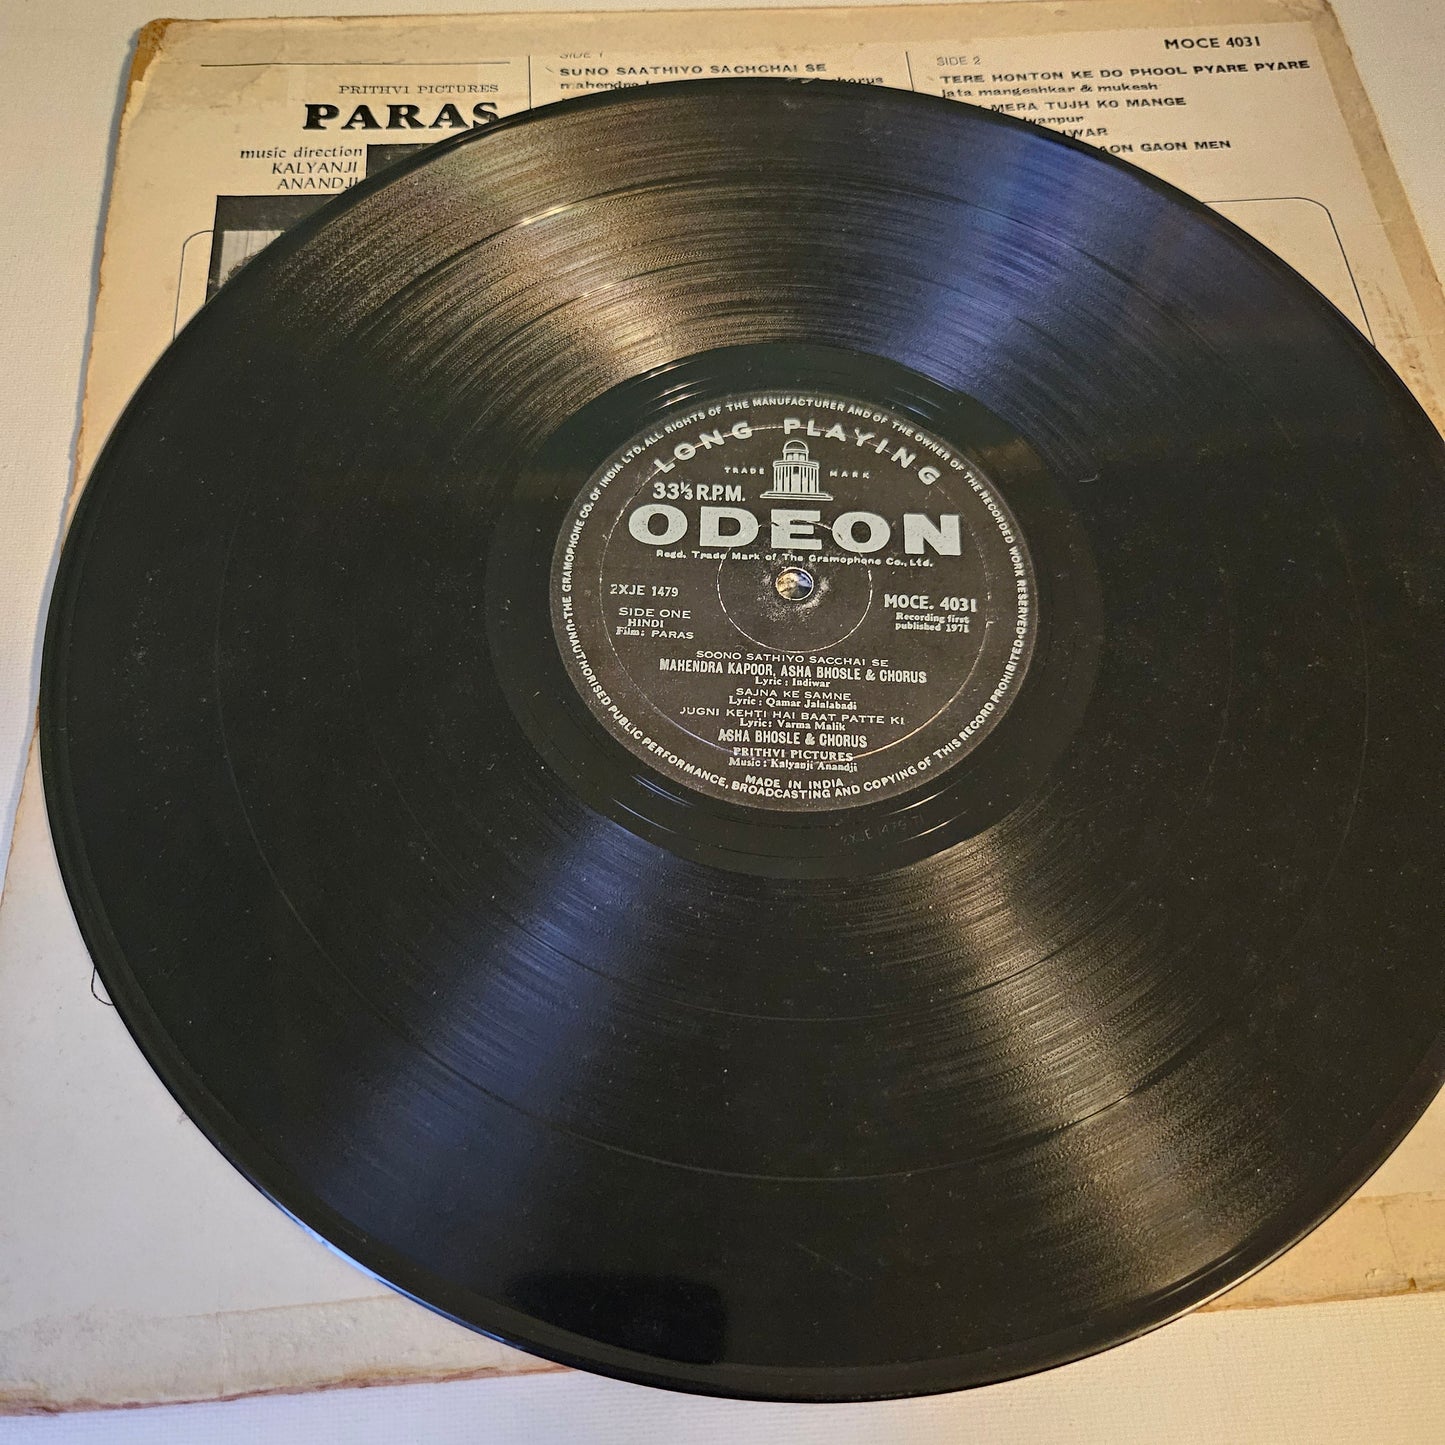 MOCE 4031
SIDE 1
SUNO SAATHIYO SACHCHAI SE
chorus
SIDE 2
TERE HONTON KE DO PHOOL PYARE PYARE
lata mangeshkar & mukesh
MERA TUJH KO MANGE
GAON MEN
PRITHVI PICTURES
PARAS
music direction
KALYANJI
ANANDJI
THE GRAMOPHONE CO. OF INDIA LTD. ALL RIGHTS OF THE MANUFACTURER AND OF THE OWNER OF THE RECORDED WORK RESERVED • UNAUTHORISED PUBLIC PERFORMANCE, BROADCASTING AND COPYING OF THIS RECORD PROHIBITED •
LONG PLAYING
TRADE MARK
33⅓ R.P.M.
ODEON
Regd. Trade Mark of The Gramophone Co., Ltd.
2XJE 1479
MOCE. 4031
SIDE ONE
HINDI
Film: PARAS
Recording first
published 1971
SOONO SATHIYO SACCHAI SE
MAHENDRA KAPOOR, ASHA BHOSLE & CHORUS
Lyric : Indiwar
SAJNA KE SAMNE
Lyric : Qamar Jalalabadi
JUGNI KEHTI HAI BAAT PATTE KI
Lyric: Varma Malik
ASHA BHOSLE & CHORUS
PRITHVI PICTURES
Music : Kalyanji Anandji
MADE IN INDIA